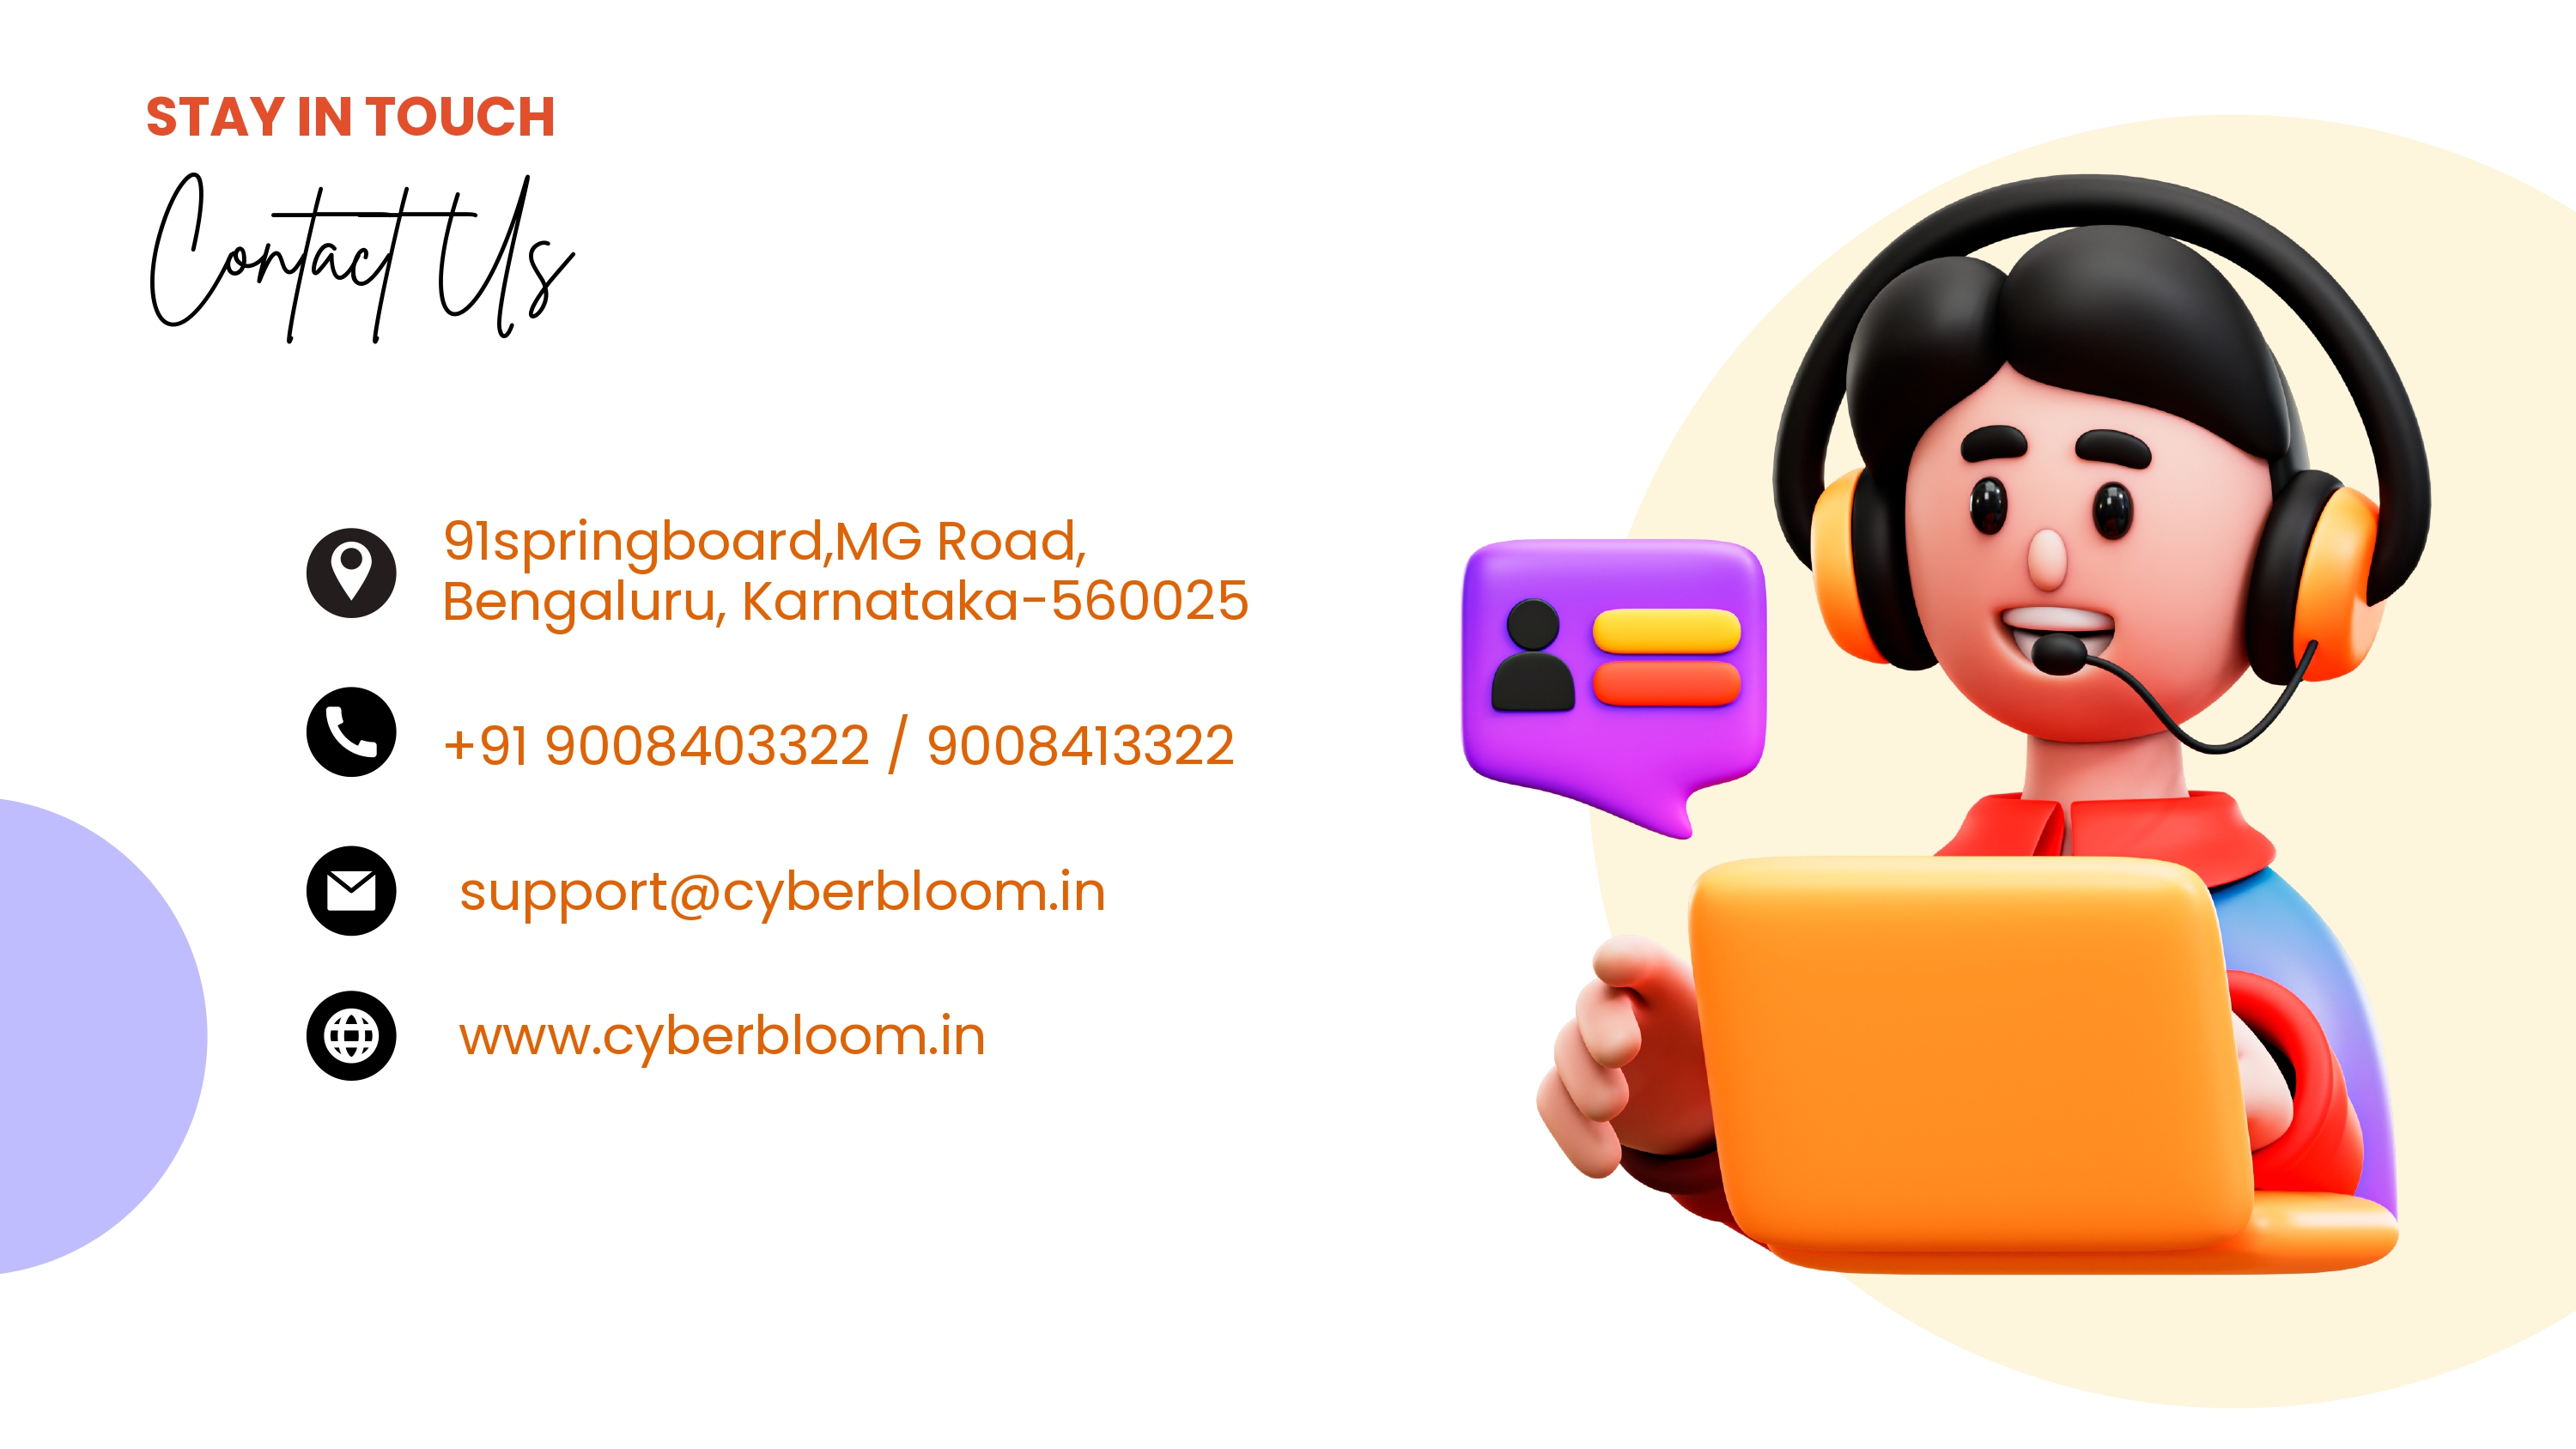 STAY IN TOUCH
Contact Us
91springboard,MG Road,
Bengaluru, Karnataka-560025
+91 9008403322 / 9008413322
support@cyberbloom.in
www.cyberbloom.in